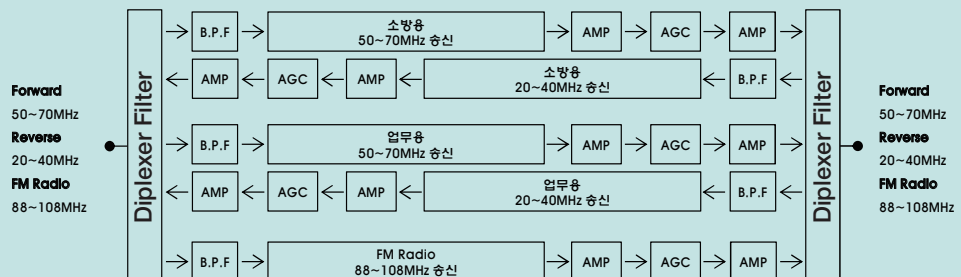 Forward
50~70MHz
Reverse
20~40MHz
FM Radio
88~108MHz
Diplexer Filter
B.P.F
소방용
50~70MHz 송신
AMP
AGC
AMP
AMP
AGC
AMP
소방용
20~40MHz 송신
B.P.F
B.P.F
업무용
50~70MHz 송신
AMP
AGC
AMP
AMP
AGC
AMP
업무용
20~40MHz 송신
B.P.F
B.P.F
FM Radio
88~108MHz 송신
AMP
AGC
AMP
Diplexer Filter
Forward
50~70MHz
Reverse
20~40MHz
FM Radio
88~108MHz